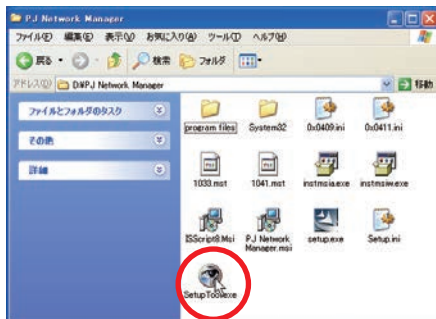 PJ Network Manager
ファイル(F) 編集(E) 表示(V) お気に入り(A) ツール(T) ヘルプ(H)
戻る 検索 フォルダ
アドレス(D) D:¥PJ Network Manager 移動
ファイルとフォルダのタスク
その他
詳細
program files System32 0x0409.ini 0x0411.ini
1033.mst 1041.mst instmsia.exe instmsiw.exe
ISScript8.Msi PJ Network Manager.msi setup.exe Setup.ini
SetupTool.exe